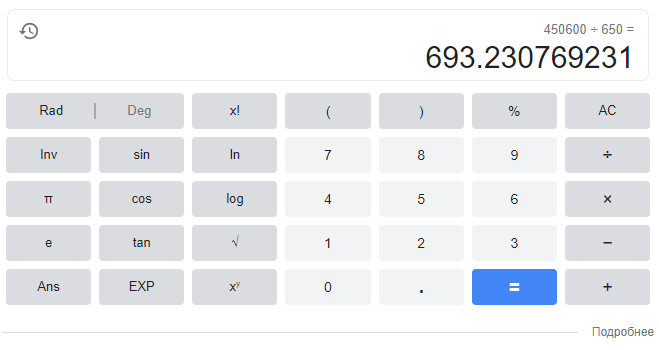 450600 ÷ 650 =
693.230769231
Rad | Deg x! ( ) % AC
Inv sin ln 7 8 9 ÷
π cos log 4 5 6 ×
e tan √ 1 2 3 −
Ans EXP xʸ 0 . = +
Подробнее